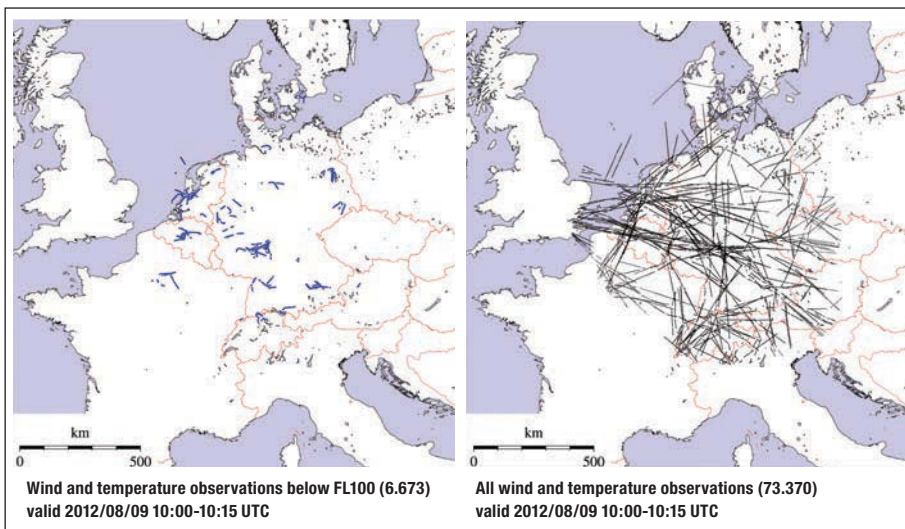 km
0 500
Wind and temperature observations below FL100 (6.673)
valid 2012/08/09 10:00-10:15 UTC
km
0 500
All wind and temperature observations (73.370)
valid 2012/08/09 10:00-10:15 UTC